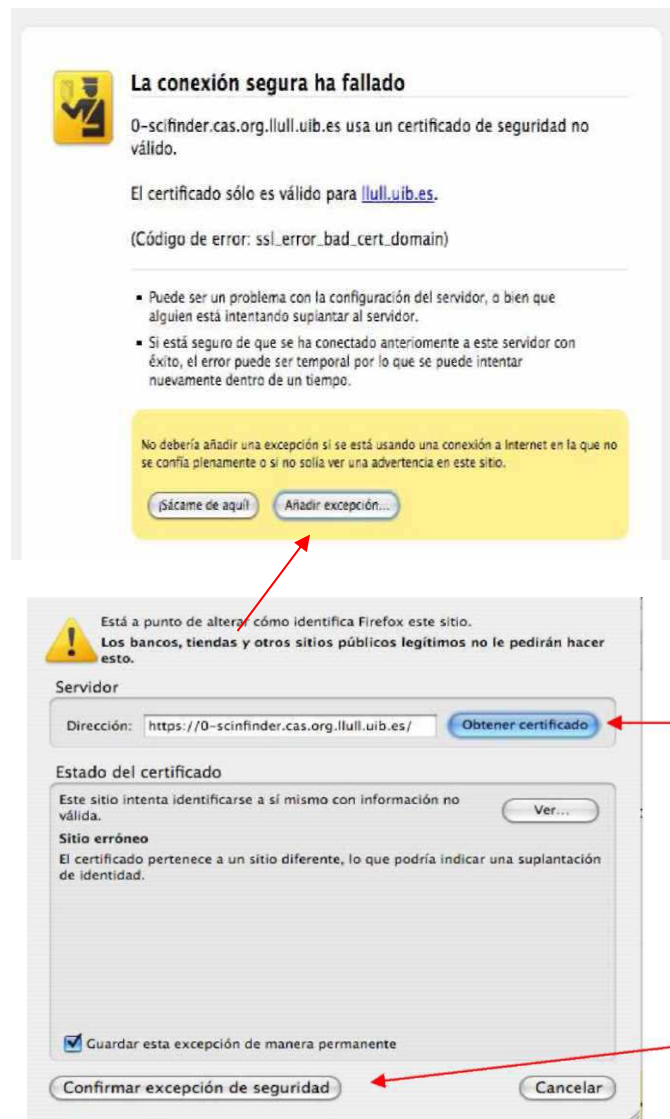 La conexión segura ha fallado
0-scifinder.cas.org.llull.uib.es usa un certificado de seguridad no
válido.
El certificado sólo es válido para llull.uib.es.
(Código de error: ssl_error_bad_cert_domain)
▪ Puede ser un problema con la configuración del servidor, o bien que
alguien está intentando suplantar al servidor.
▪ Si está seguro de que se ha conectado anteriormente a este servidor con
éxito, el error puede ser temporal por lo que se puede intentar
nuevamente dentro de un tiempo.
No debería añadir una excepción si se está usando una conexión a Internet en la que no
se confía plenamente o si no solía ver una advertencia en este sitio.
¡Sácame de aquí! Añadir excepción...
Está a punto de alterar cómo identifica Firefox este sitio.
Los bancos, tiendas y otros sitios públicos legítimos no le pedirán hacer
esto.
Servidor
Dirección: https://0-scinfinder.cas.org.llull.uib.es/ Obtener certificado
Estado del certificado
Este sitio intenta identificarse a sí mismo con información no
válida.
Ver...
Sitio erróneo
El certificado pertenece a un sitio diferente, lo que podría indicar una suplantación
de identidad.
Guardar esta excepción de manera permanente
Confirmar excepción de seguridad Cancelar